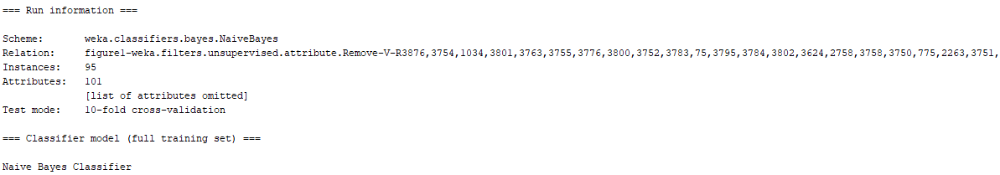 === Run information ===
Scheme: weka.classifiers.bayes.NaiveBayes
Relation: figure1-weka.filters.unsupervised.attribute.Remove-V-R3876,3754,1034,3801,3763,3755,3776,3800,3752,3783,75,3795,3784,3802,3624,2758,3758,3750,775,2263,3751,
Instances: 95
Attributes: 101
[list of attributes omitted]
Test mode: 10-fold cross-validation
=== Classifier model (full training set) ===
Naive Bayes Classifier